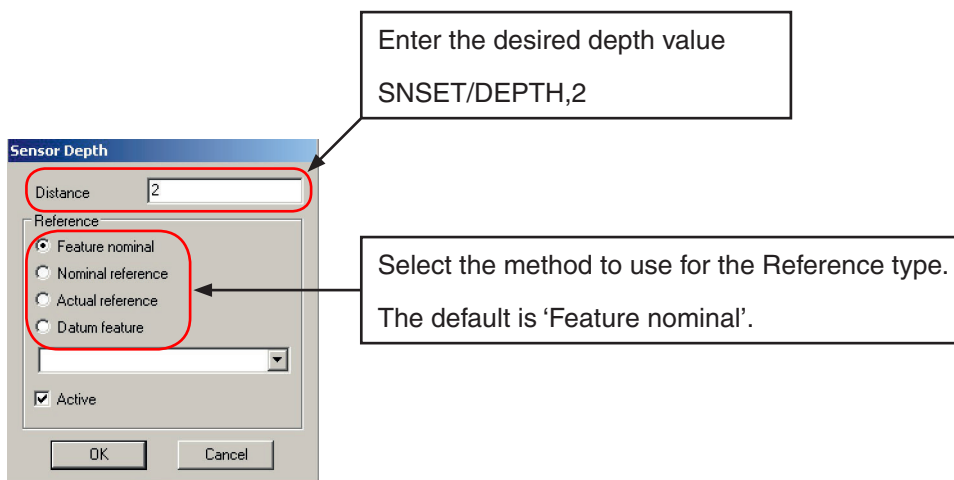 Enter the desired depth value
SNSET/DEPTH,2
Sensor Depth
Distance 2
Reference
Feature nominal
Nominal reference
Actual reference
Datum feature
Select the method to use for the Reference type.
The default is ‘Feature nominal’.
Active
OK Cancel